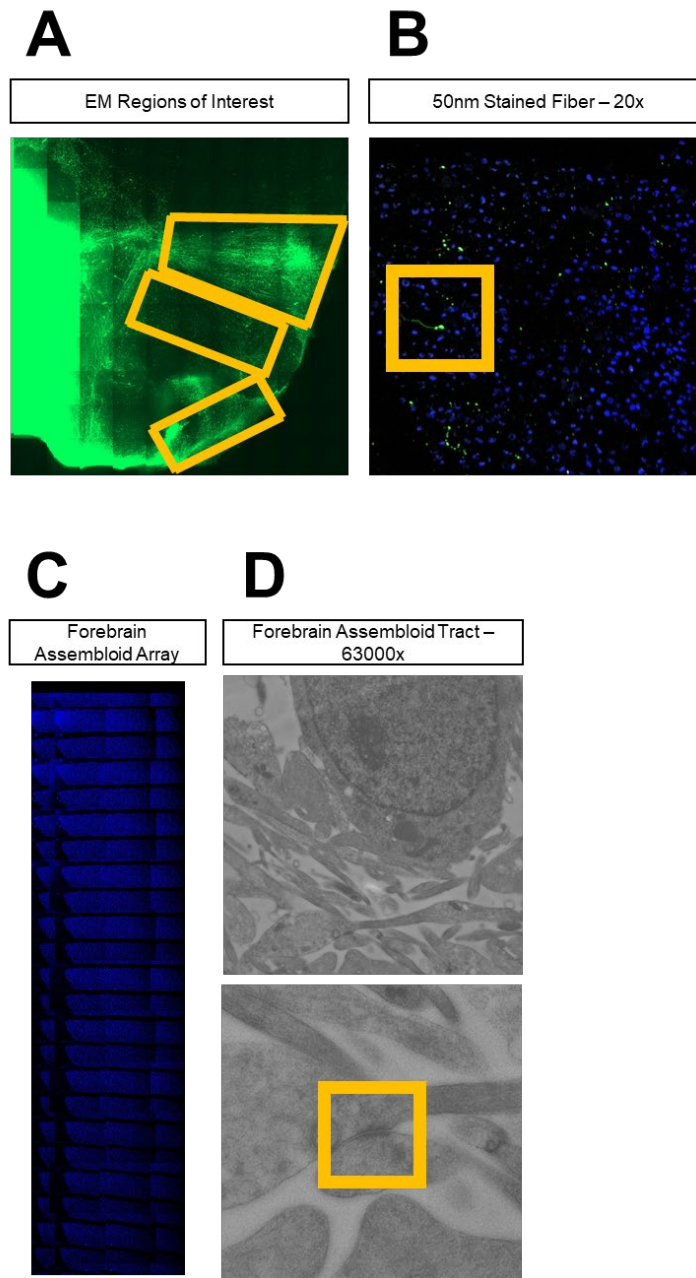 A
B
EM Regions of Interest
50nm Stained Fiber – 20x
C
D
Forebrain
Assembloid Array
Forebrain Assembloid Tract –
63000x